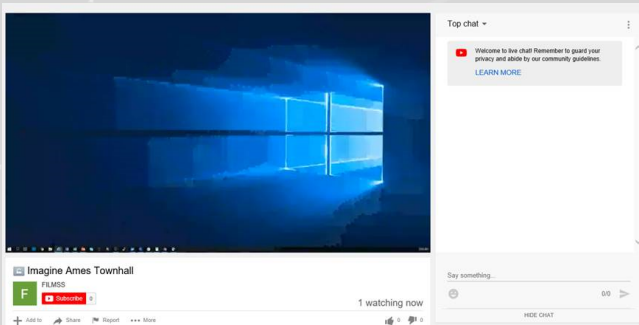 Top chat
Welcome to live chat! Remember to guard your
privacy and abide by our community guidelines.
LEARN MORE
Imagine Ames Townhall
F
FILMSS
Subscribe 0
1 watching now
Add to
Share
Report
More
0
0
Say something...
0/0
HIDE CHAT